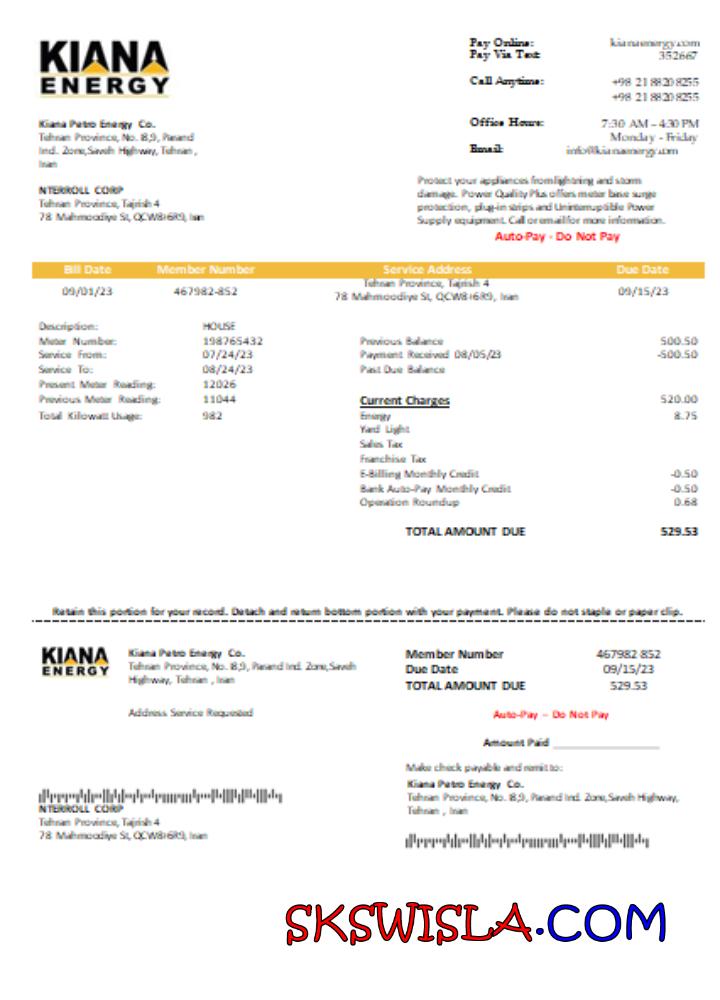 KIANA
ENERGY
Pay Online: kianaenergy.com
Pay Via Text: 352667
Call Anytime: +98 21 8820 8255
+98 21 8820 8255
Kiana Petro Energy Co.
Tehran Province, No. I8,9, Parand
Ind. Zone,Saveh Highway, Tehran ,
Iran
Office Hours: 7:30 AM – 4:30 PM
Monday - Friday
Email: info@kianaenergy.com
NTERROLL CORP
Tehran Province, Tajrish 4
78 Mahmoodiye St, QCW8+6R9, Iran
Protect your appliances from lightning and storm
damage. Power Quality Plus offers meter base surge
protection, plug-in strips and Uninterruptible Power
Supply equipment. Call or email for more information.
Auto-Pay - Do Not Pay
Bill Date Member Number Service Address Due Date
09/01/23 467982-852 Tehran Province, Tajrish 4 09/15/23
78 Mahmoodiye St, QCW8+6R9, Iran
Description: HOUSE
Meter Number: 198765432
Service From: 07/24/23
Service To: 08/24/23
Present Meter Reading: 12026
Previous Meter Reading: 11044
Total Kilowatt Usage: 982
Previous Balance 500.50
Payment Received 08/05/23 -500.50
Past Due Balance
Current Charges 520.00
Energy 8.75
Yard Light
Sales Tax
Franchise Tax
E-Billing Monthly Credit -0.50
Bank Auto-Pay Monthly Credit -0.50
Operation Roundup 0.68
TOTAL AMOUNT DUE 529.53
Retain this portion for your record. Detach and return bottom portion with your payment. Please do not staple or paper clip.
KIANA
ENERGY
Kiana Petro Energy Co.
Tehran Province, No. I8,9, Parand Ind. Zone,Saveh
Highway, Tehran , Iran
Address Service Requested
Member Number 467982 852
Due Date 09/15/23
TOTAL AMOUNT DUE 529.53
Auto-Pay – Do Not Pay
Amount Paid
Make check payable and remit to:
Kiana Petro Energy Co.
Tehran Province, No. I8,9, Parand Ind. Zone,Saveh Highway,
Tehran , Iran
NTERROLL CORP
Tehran Province, Tajrish 4
78 Mahmoodiye St, QCW8+6R9, Iran
SKSWISLA.COM